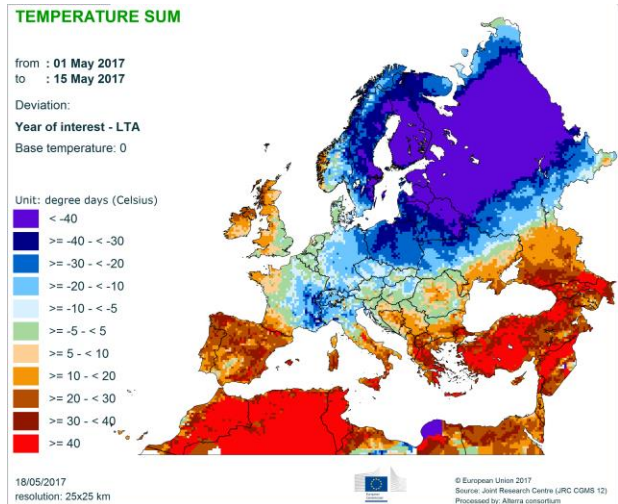 TEMPERATURE SUM
from : 01 May 2017
to : 15 May 2017
Deviation:
Year of interest - LTA
Base temperature: 0
Unit: degree days (Celsius)
< -40
>= -40 - < -30
>= -30 - < -20
>= -20 - < -10
>= -10 - < -5
>= -5 - < 5
>= 5 - < 10
>= 10 - < 20
>= 20 - < 30
>= 30 - < 40
>= 40
18/05/2017
resolution: 25x25 km
© European Union 2017
Source: Joint Research Centre (JRC CGMS 12)
Processed by: Alterra consortium